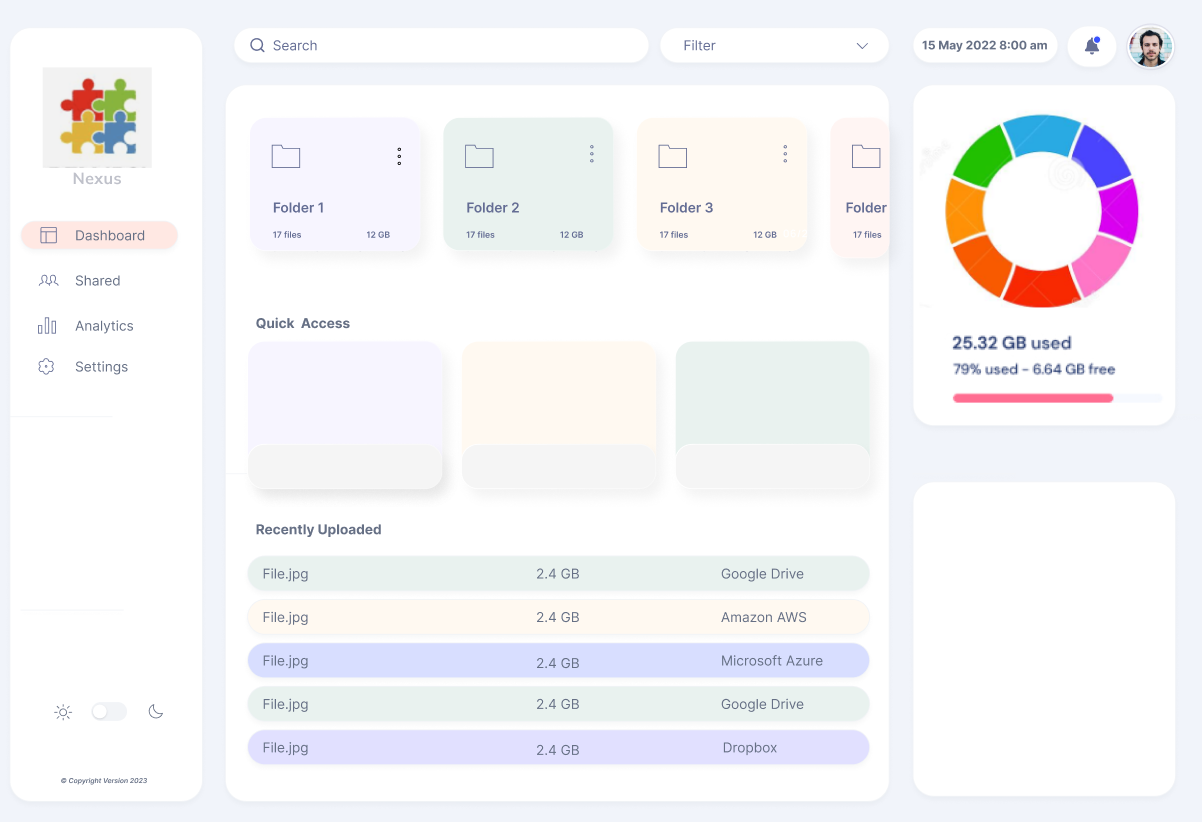 Search
Filter
15 May 2022 8:00 am
Nexus
Dashboard
Shared
Analytics
Settings
© Copyright Version 2023
Folder 1
17 files 12 GB
Folder 2
17 files 12 GB
Folder 3
17 files 12 GB
Folder
17 files
Quick Access
Recently Uploaded
File.jpg 2.4 GB Google Drive
File.jpg 2.4 GB Amazon AWS
File.jpg 2.4 GB Microsoft Azure
File.jpg 2.4 GB Google Drive
File.jpg 2.4 GB Dropbox
25.32 GB used
79% used - 6.64 GB free